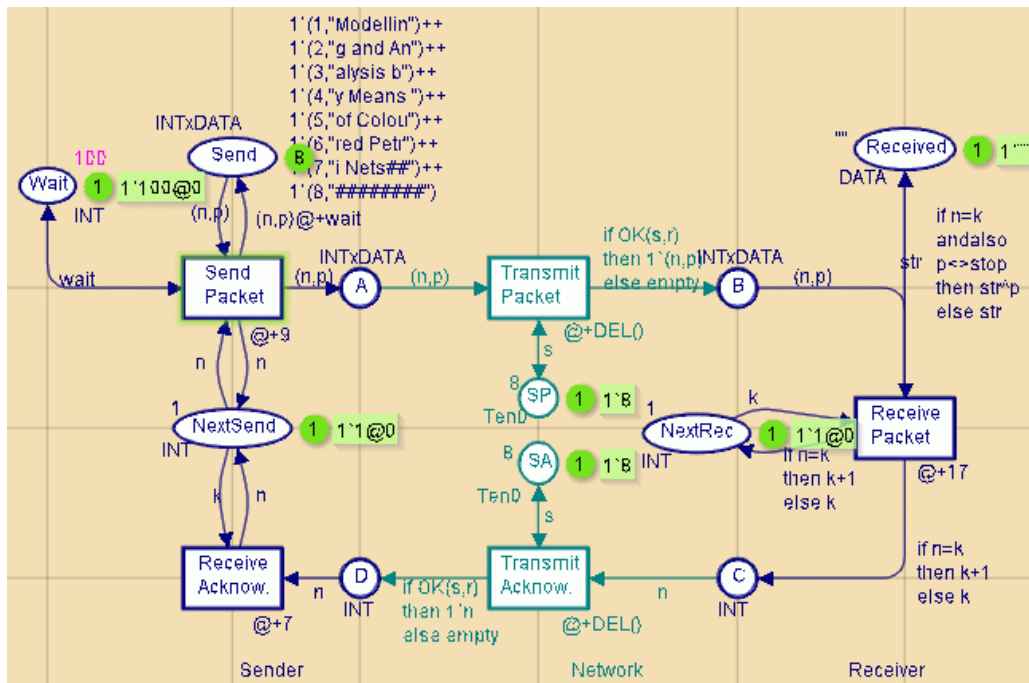 1`(1,"Modellin")++
1`(2,"g and An")++
1`(3,"alysis b")++
1`(4,"y Means ")++
1`(5,"of Colou")++
1`(6,"red Petr")++
1`(7,"i Nets##")++
1`(8,"########")
INTxDATA
Send
8
100
Wait
1
1`100@0
INT
(n,p)
(n,p)@+wait
wait
Send
Packet
@+9
(n,p)
INTxDATA
A
(n,p)
Transmit
Packet
@+DEL()
if OK(s,r)
then 1`(n,p)
else empty
INTxDATA
B
(n,p)
""
Received
1
1`""
DATA
str
if n=k
andalso
p<>stop
then str^p
else str
n
n
s
8
SP
1
1`8
Ten0
1
NextSend
1
1`1@0
INT
8
SA
1
1`8
Ten0
s
1
NextRec
1
1`1@0
INT
k
if n=k
then k+1
else k
Receive
Packet
@+17
k
n
Receive
Acknow.
@+7
n
D
INT
if OK(s,r)
then 1`n
else empty
Transmit
Acknow.
@+DEL()
n
C
INT
if n=k
then k+1
else k
Sender
Network
Receiver